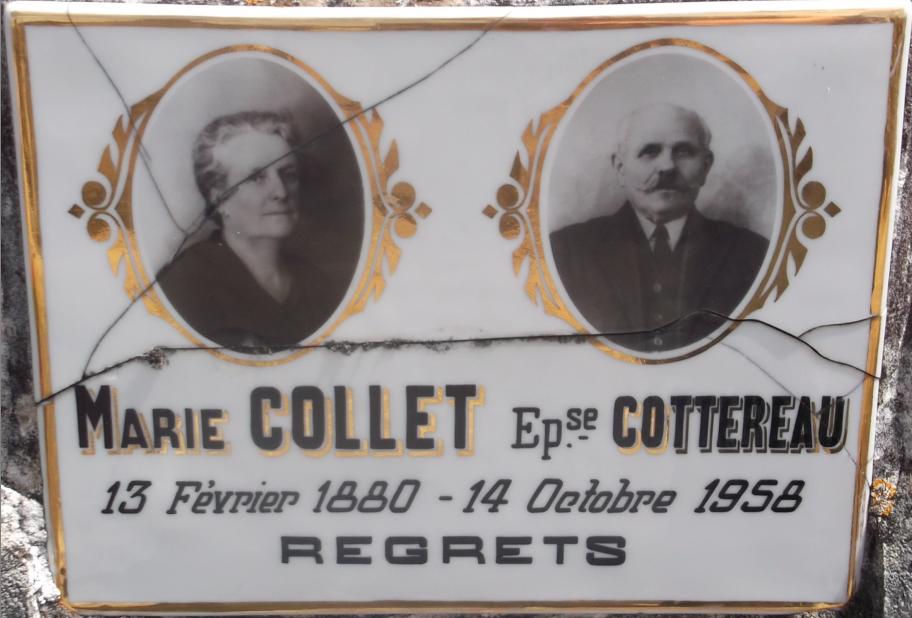 MARIE COLLET Ep.se COTTEREAU
13 Février 1880 - 14 Octobre 1958
REGRETS